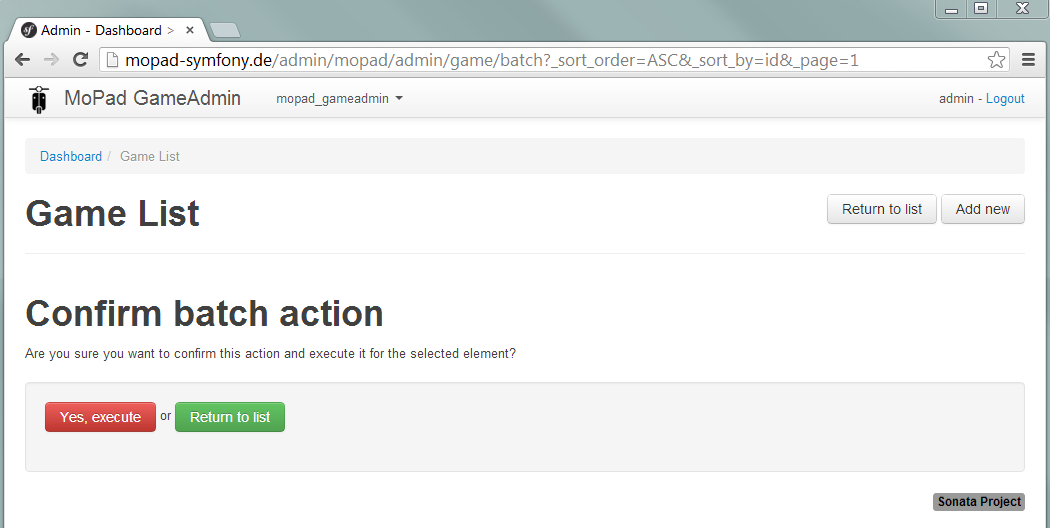 Admin - Dashboard >
mopad-symfony.de/admin/mopad/admin/game/batch?_sort_order=ASC&_sort_by=id&_page=1
MoPad GameAdmin mopad_gameadmin admin - Logout
Dashboard / Game List
Game List Return to list Add new
Confirm batch action
Are you sure you want to confirm this action and execute it for the selected element?
Yes, execute or Return to list
Sonata Project